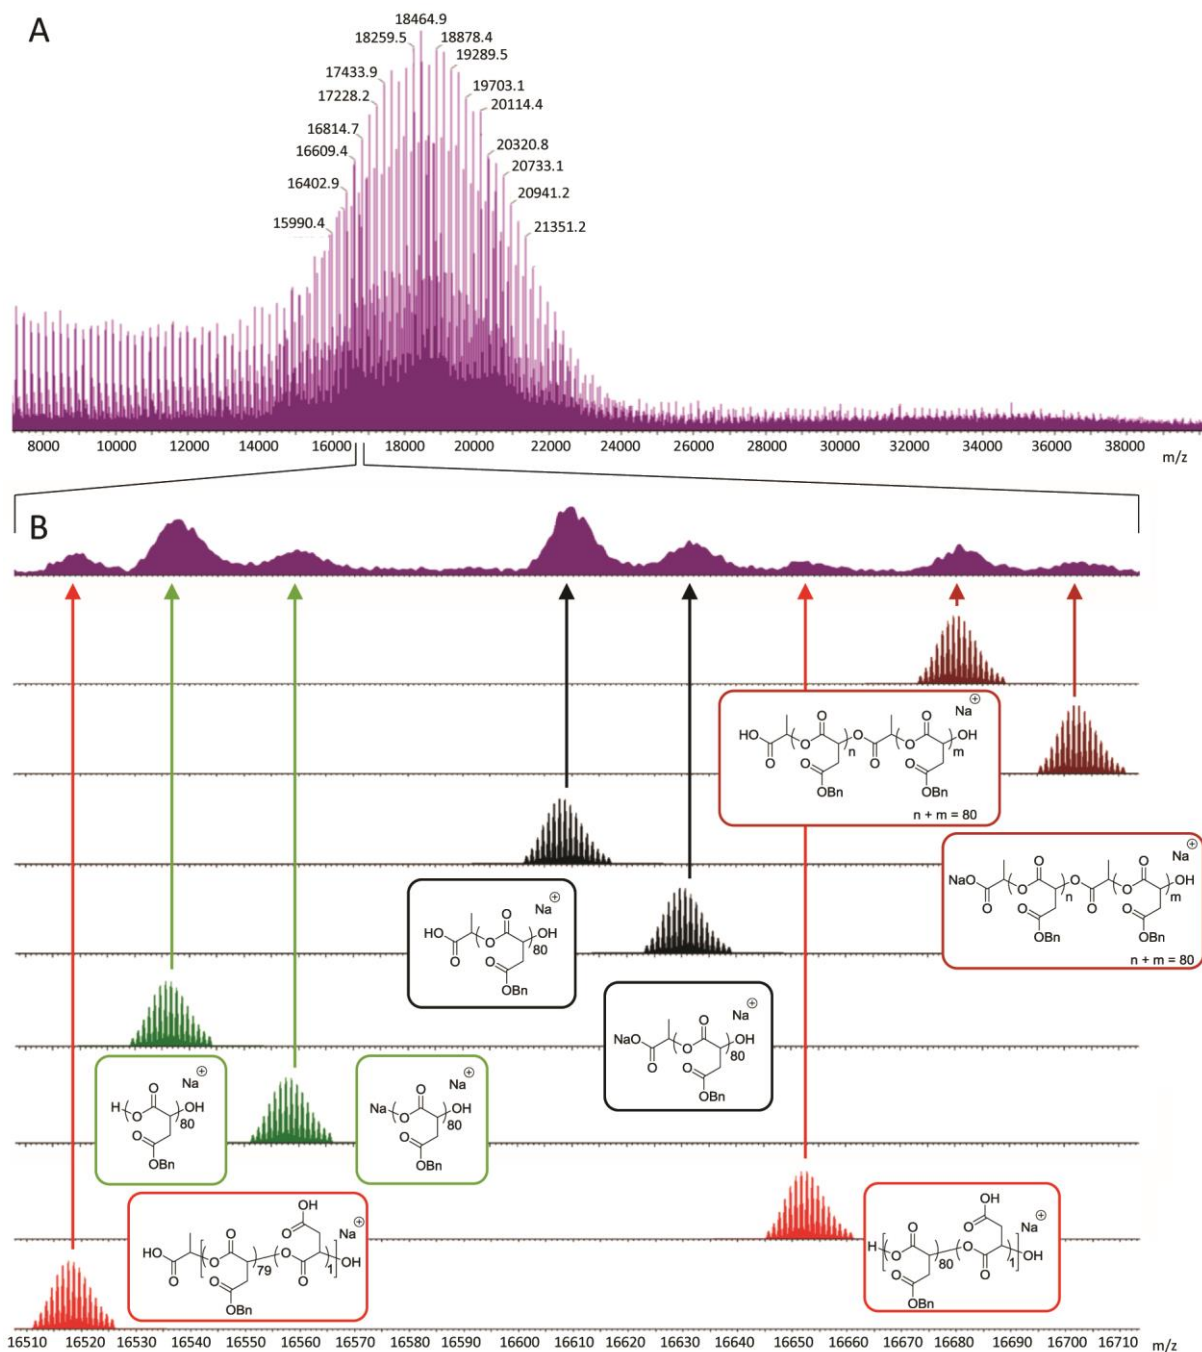 A
18464.9
18259.5
18878.4
19289.5
17433.9
19703.1
17228.2
20114.4
16814.7
20320.8
16609.4
20733.1
16402.9
20941.2
15990.4
21351.2
8000 10000 12000 14000 16000 18000 20000 22000 24000 26000 28000 30000 32000 34000 36000 38000
m/z
B
Na ⊕
O O O O
HO O O O OH
n m
O O O O
OBn OBn
n + m = 80
Na ⊕
O O O O
NaO O O O OH
n m
O O O O
OBn OBn
n + m = 80
O Na ⊕
HO O OH
80
O O
OBn
O Na ⊕
NaO O OH
80
O O
OBn
Na ⊕
O
H O OH
80
O
OBn
Na ⊕
O
Na O OH
80
O
OBn
OH
O
O O Na ⊕
HO O O OH
79 1
O O
OBn
OH
O
O O Na ⊕
H O O OH
80 1
O
OBn
16510 16520 16530 16540 16550 16560 16570 16580 16590 16600 16610 16620 16630 16640 16650 16660 16670 16680 16690 16700 16710
m/z